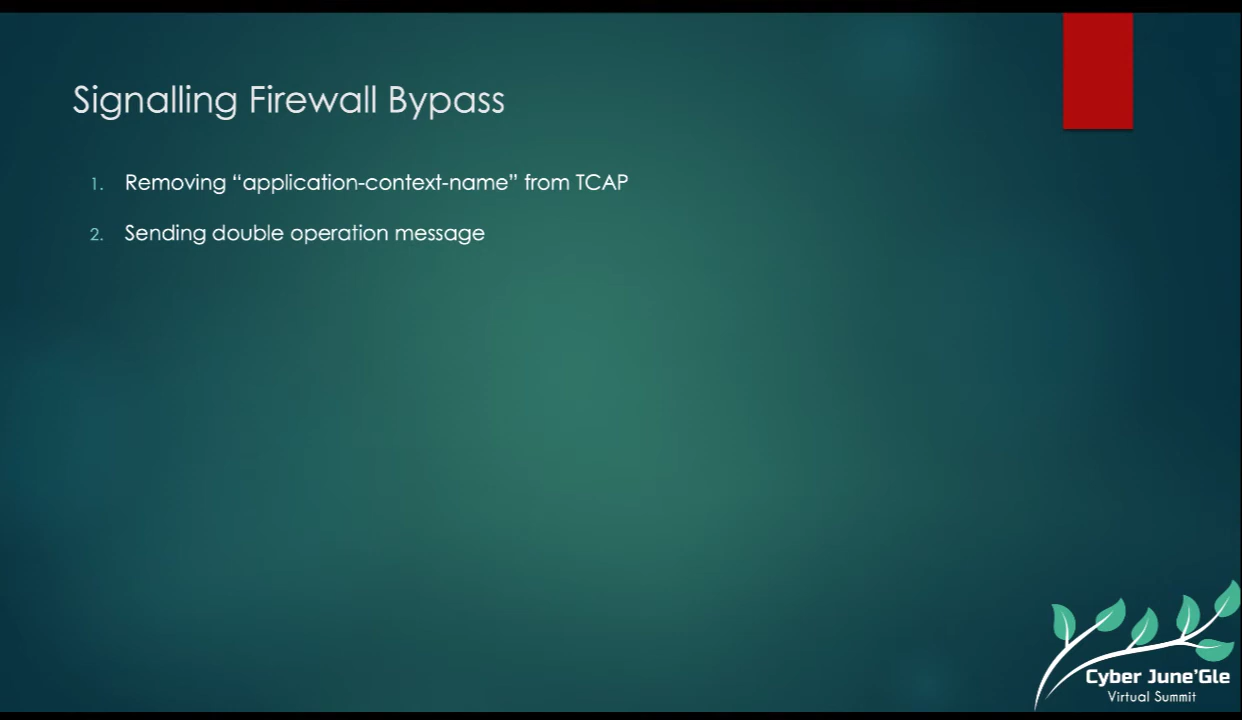 Signalling Firewall Bypass
1. Removing “application-context-name” from TCAP
2. Sending double operation message
Cyber June'Gle
Virtual Summit